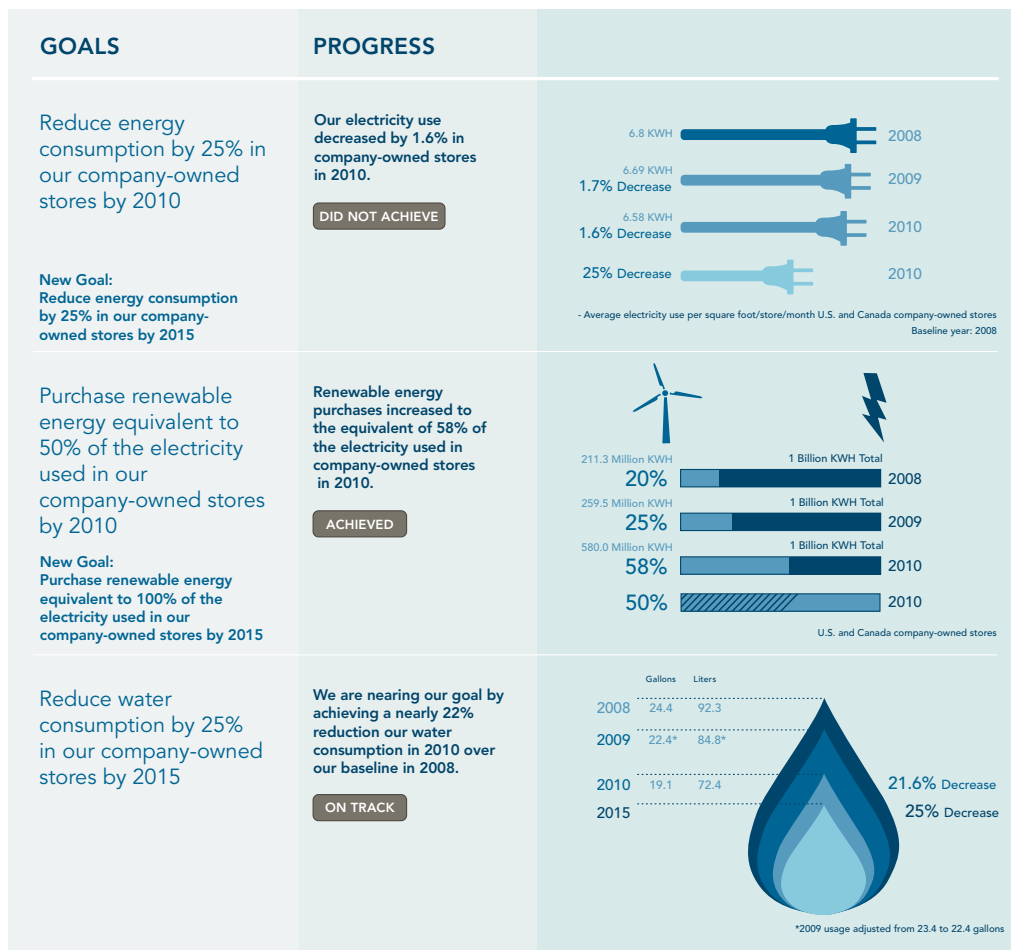 GOALS
PROGRESS
Reduce energy
consumption by 25% in
our company-owned
stores by 2010
New Goal:
Reduce energy consumption
by 25% in our company-
owned stores by 2015
Our electricity use
decreased by 1.6% in
company-owned stores
in 2010.
DID NOT ACHIEVE
6.8 KWH
2008
6.69 KWH
1.7% Decrease
2009
6.58 KWH
1.6% Decrease
2010
25% Decrease
2010
- Average electricity use per square foot/store/month U.S. and Canada company-owned stores
Baseline year: 2008
Purchase renewable
energy equivalent to
50% of the electricity
used in our
company-owned stores
by 2010
New Goal:
Purchase renewable energy
equivalent to 100% of the
electricity used in our
company-owned stores by 2015
Renewable energy
purchases increased to
the equivalent of 58% of
the electricity used in
company-owned stores
in 2010.
ACHIEVED
211.3 Million KWH
1 Billion KWH Total
20%
2008
259.5 Million KWH
1 Billion KWH Total
25%
2009
580.0 Million KWH
1 Billion KWH Total
58%
2010
50%
2010
U.S. and Canada company-owned stores
Reduce water
consumption by 25%
in our company-owned
stores by 2015
We are nearing our goal by
achieving a nearly 22%
reduction our water
consumption in 2010 over
our baseline in 2008.
ON TRACK
Gallons Liters
2008 24.4 92.3
2009 22.4* 84.8*
2010 19.1 72.4
21.6% Decrease
2015
25% Decrease
*2009 usage adjusted from 23.4 to 22.4 gallons